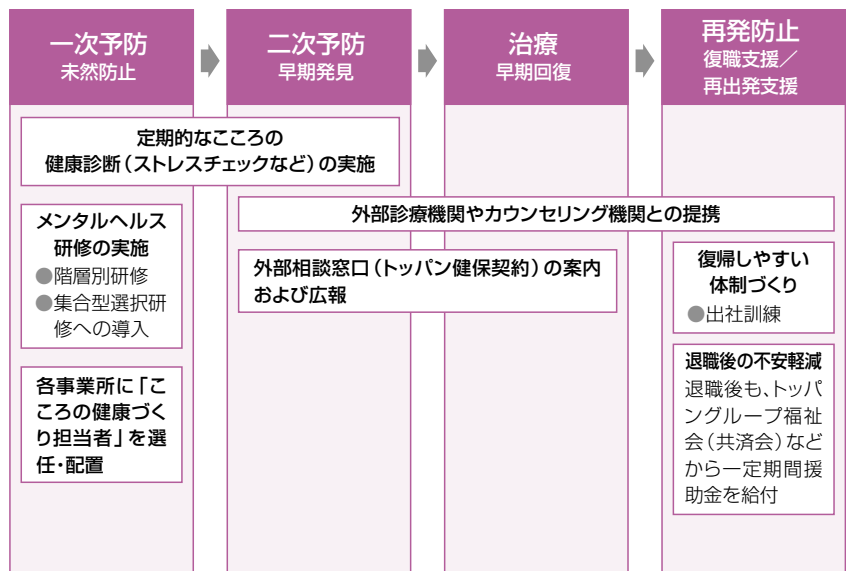 一次予防
未然防止
二次予防
早期発見
治療
早期回復
再発防止
復職支援／
再出発支援
定期的なこころの
健康診断（ストレスチェックなど）の実施
外部診療機関やカウンセリング機関との提携
メンタルヘルス
研修の実施
●階層別研修
●集合型選択研
修への導入
外部相談窓口（トッパン健保契約）の案内
および広報
復帰しやすい
体制づくり
●出社訓練
各事業所に「こ
ころの健康づく
り担当者」を選
任・配置
退職後の不安軽減
退職後も、トッパ
ングループ福祉
会（共済会）など
から一定期間援
助金を給付